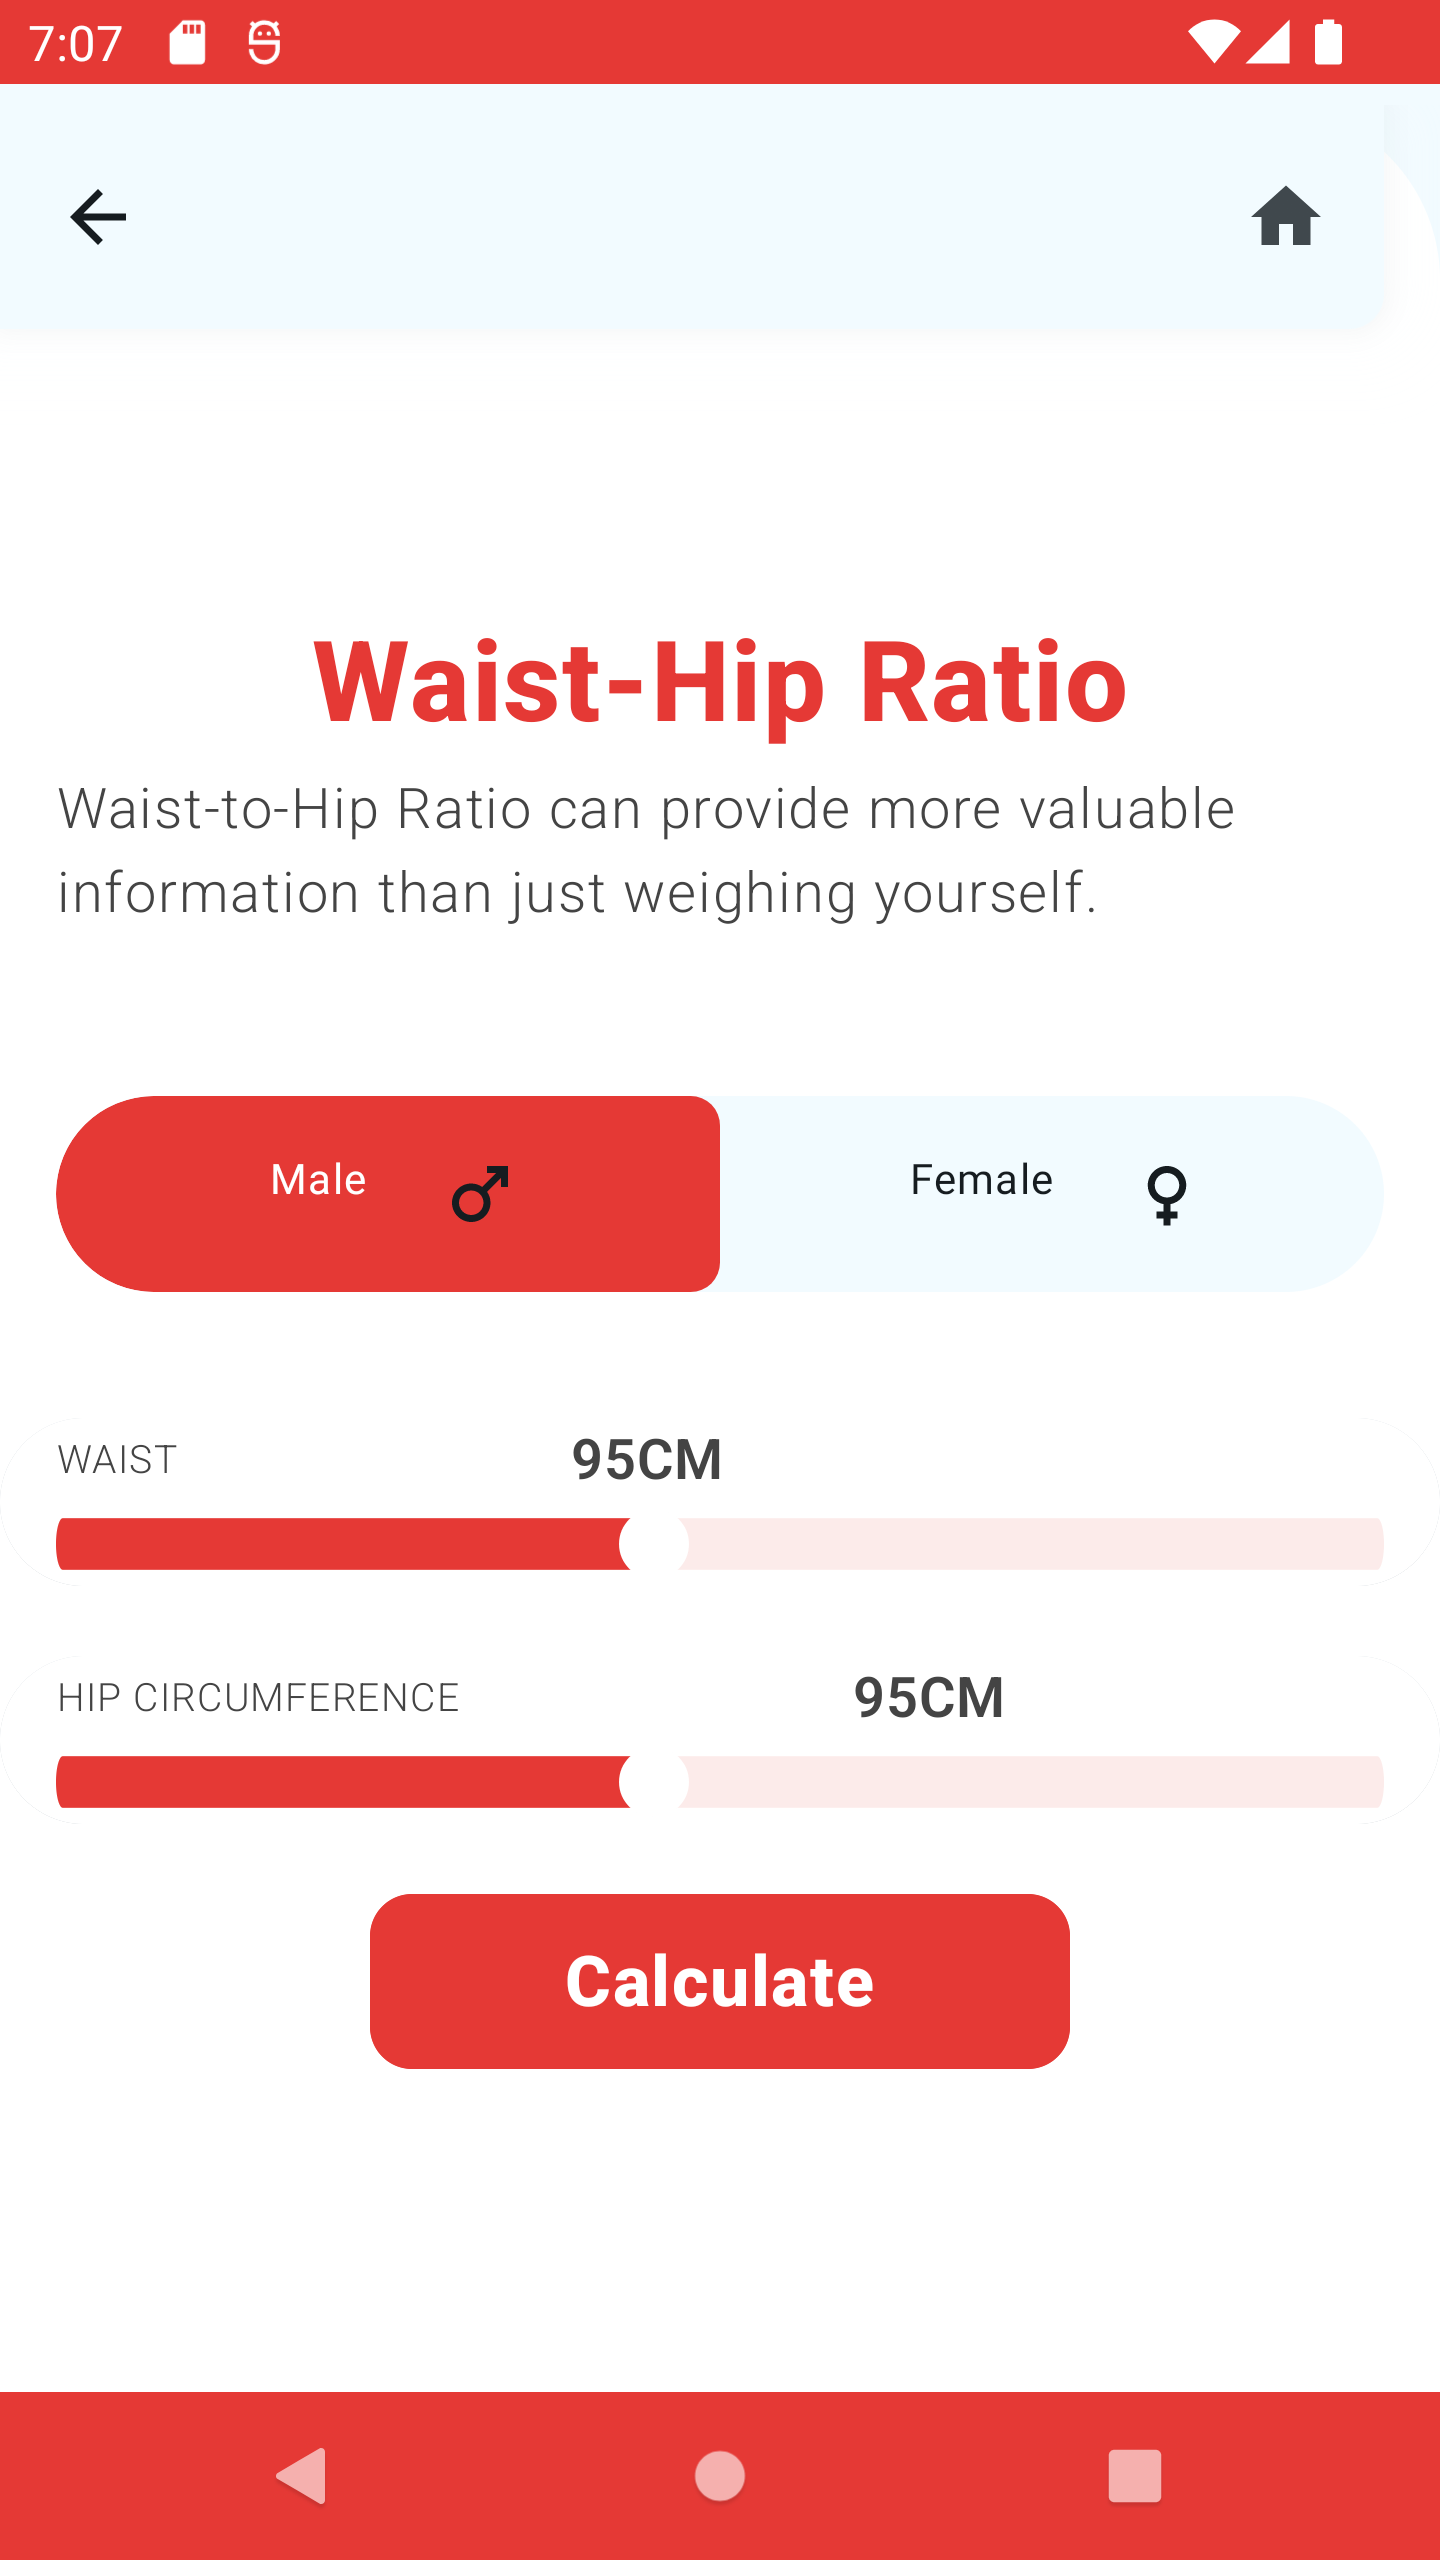 7:07
Waist-Hip Ratio
Waist-to-Hip Ratio can provide more valuable
information than just weighing yourself.
Male
Female
WAIST 95CM
HIP CIRCUMFERENCE 95CM
Calculate